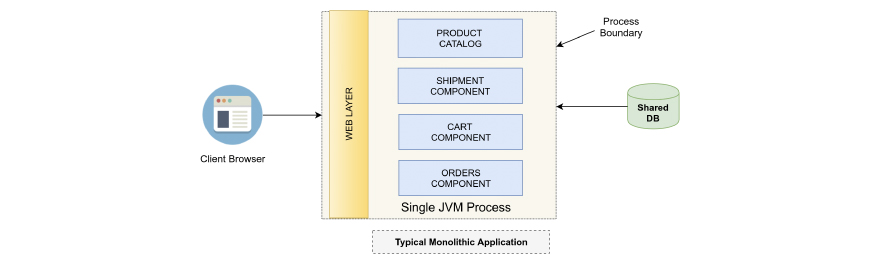 Client Browser
WEB LAYER
PRODUCT
CATALOG
SHIPMENT
COMPONENT
CART
COMPONENT
ORDERS
COMPONENT
Single JVM Process
Process
Boundary
Shared
DB
Typical Monolithic Application